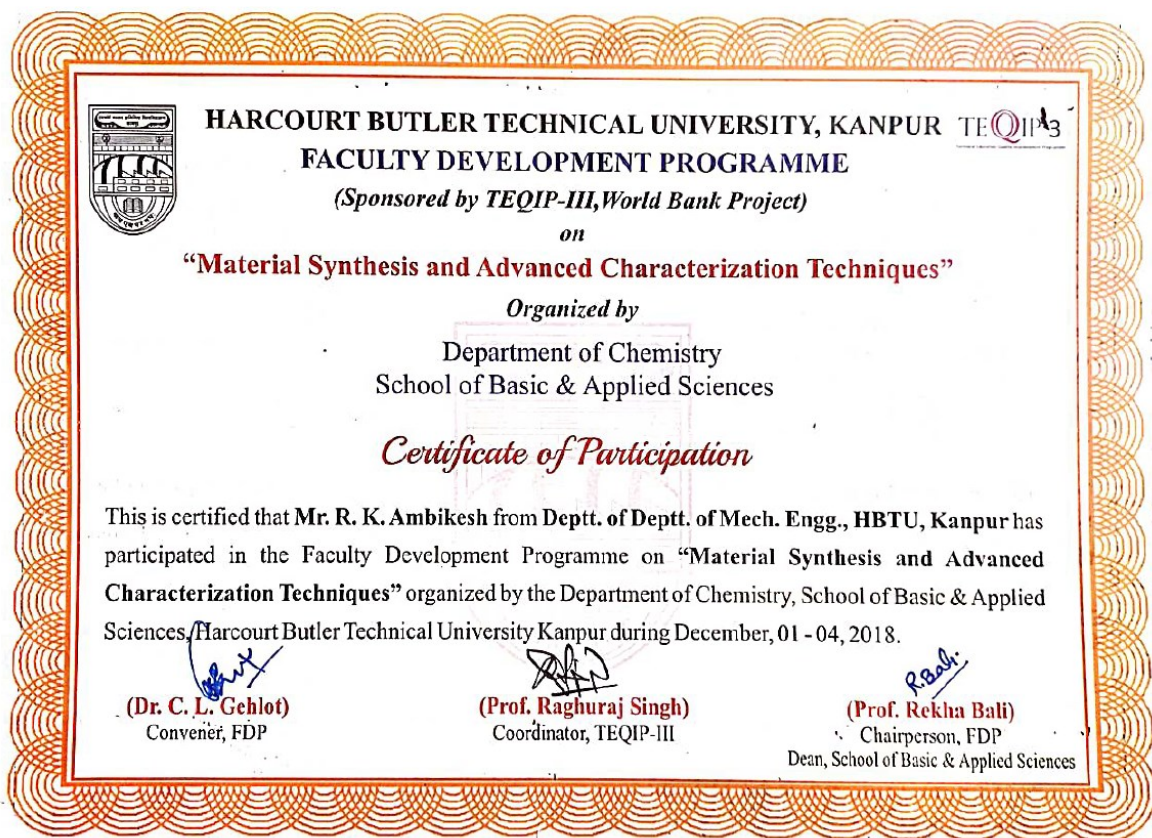 HARCOURT BUTLER TECHNICAL UNIVERSITY, KANPUR
TEQIP-3
FACULTY DEVELOPMENT PROGRAMME
(Sponsored by TEQIP-III, World Bank Project)
on
“Material Synthesis and Advanced Characterization Techniques”
Organized by
Department of Chemistry
School of Basic & Applied Sciences
Certificate of Participation
This is certified that Mr. R. K. Ambikesh from Deptt. of Deptt. of Mech. Engg., HBTU, Kanpur has
participated in the Faculty Development Programme on “Material Synthesis and Advanced
Characterization Techniques” organized by the Department of Chemistry, School of Basic & Applied
Sciences, Harcourt Butler Technical University Kanpur during December, 01 - 04, 2018.
R.Bali.
(Dr. C. L. Gehlot)
Convener, FDP
(Prof. Raghuraj Singh)
Coordinator, TEQIP-III
(Prof. Rekha Bali)
Chairperson, FDP
Dean, School of Basic & Applied Sciences